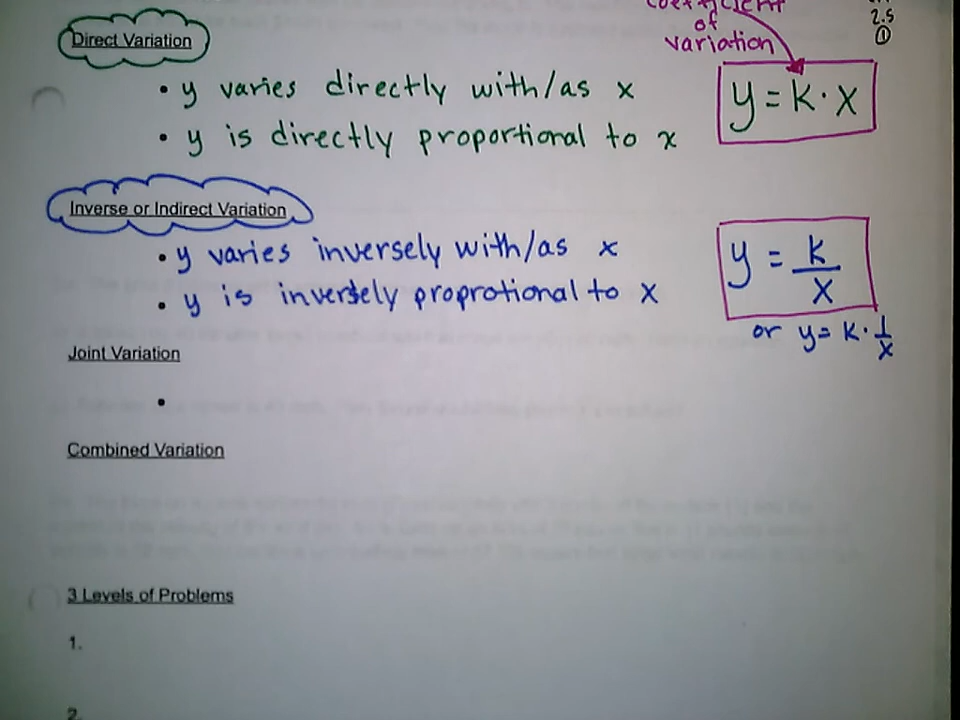 coefficient
of
variation
2.5
①
Direct Variation
• y varies directly with/as x
y = k · x
• y is directly proportional to x
Inverse or Indirect Variation
• y varies inversely with/as x
y = k/x
• y is inversely proprotional to x
or y = k · 1/x
Joint Variation
•
Combined Variation
3 Levels of Problems
1.
2.